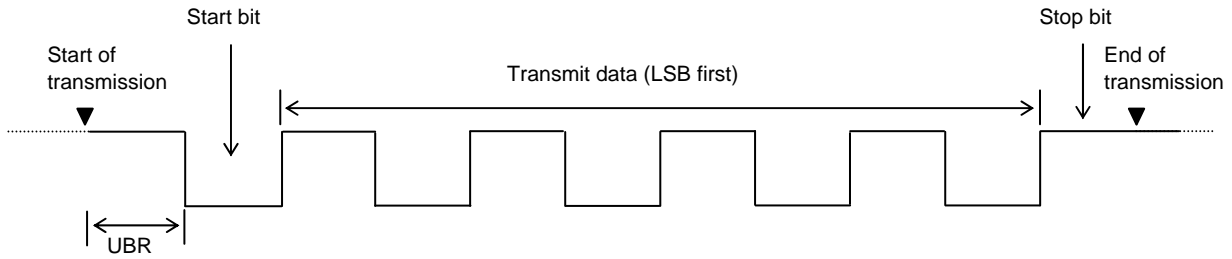 Start bit
Stop bit
Start of
transmission
Transmit data (LSB first)
End of
transmission
UBR